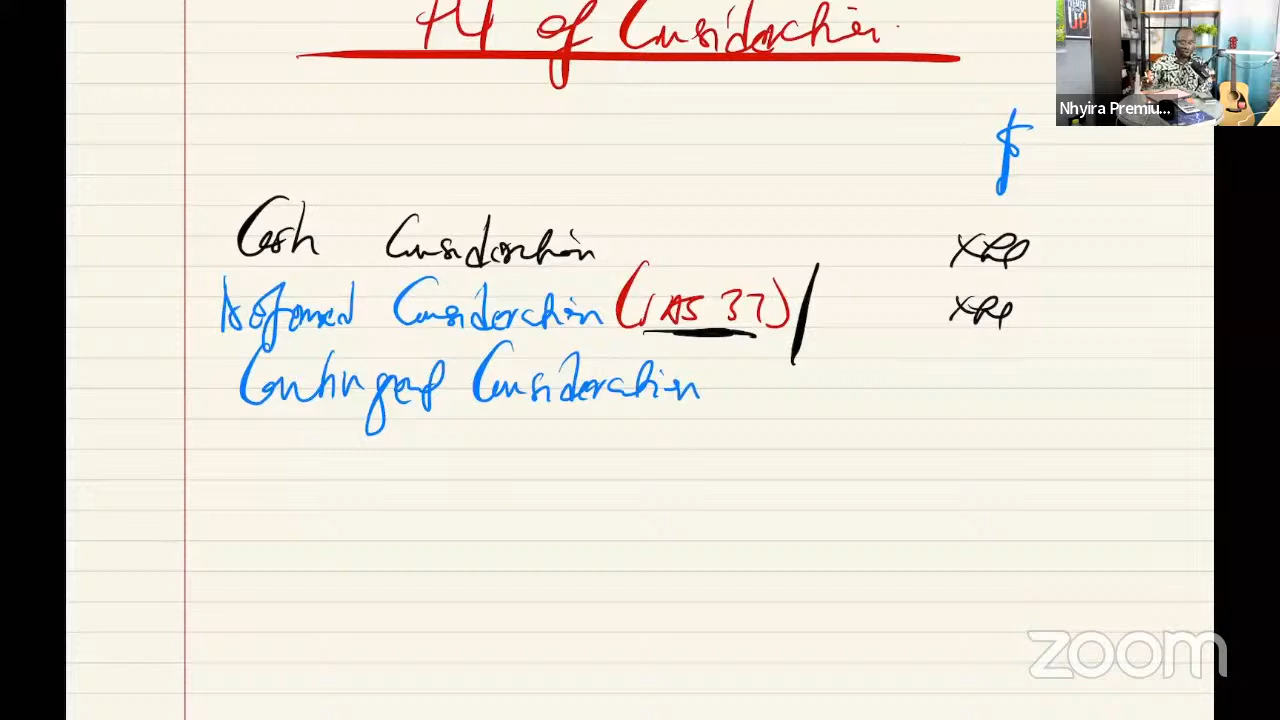 FV of Consideration
Nhyira Premiu...
$
Cash Consideration xxx
Deferred Consideration (IAS 37) xxx
Contingent Consideration
zoom